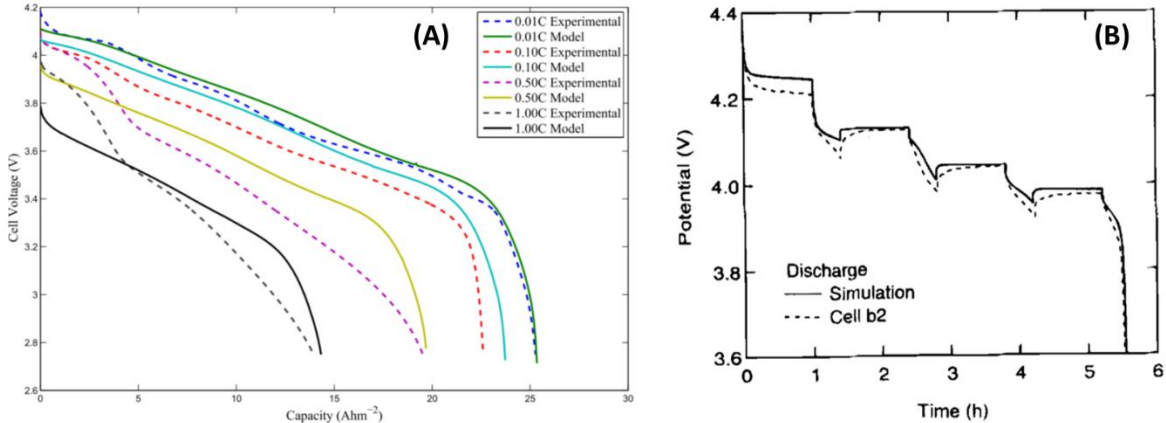 (A)
0.01C Experimental
0.01C Model
0.10C Experimental
0.10C Model
0.50C Experimental
0.50C Model
1.00C Experimental
1.00C Model
4.2
4
3.8
3.6
3.4
3.2
3
2.8
2.6
Cell Voltage (V)
0
5
10
15
20
25
30
Capacity (Ahm⁻²)
(B)
4.4
4.2
4.0
3.8
3.6
Potential (V)
Discharge
Simulation
Cell b2
0
1
2
3
4
5
6
Time (h)